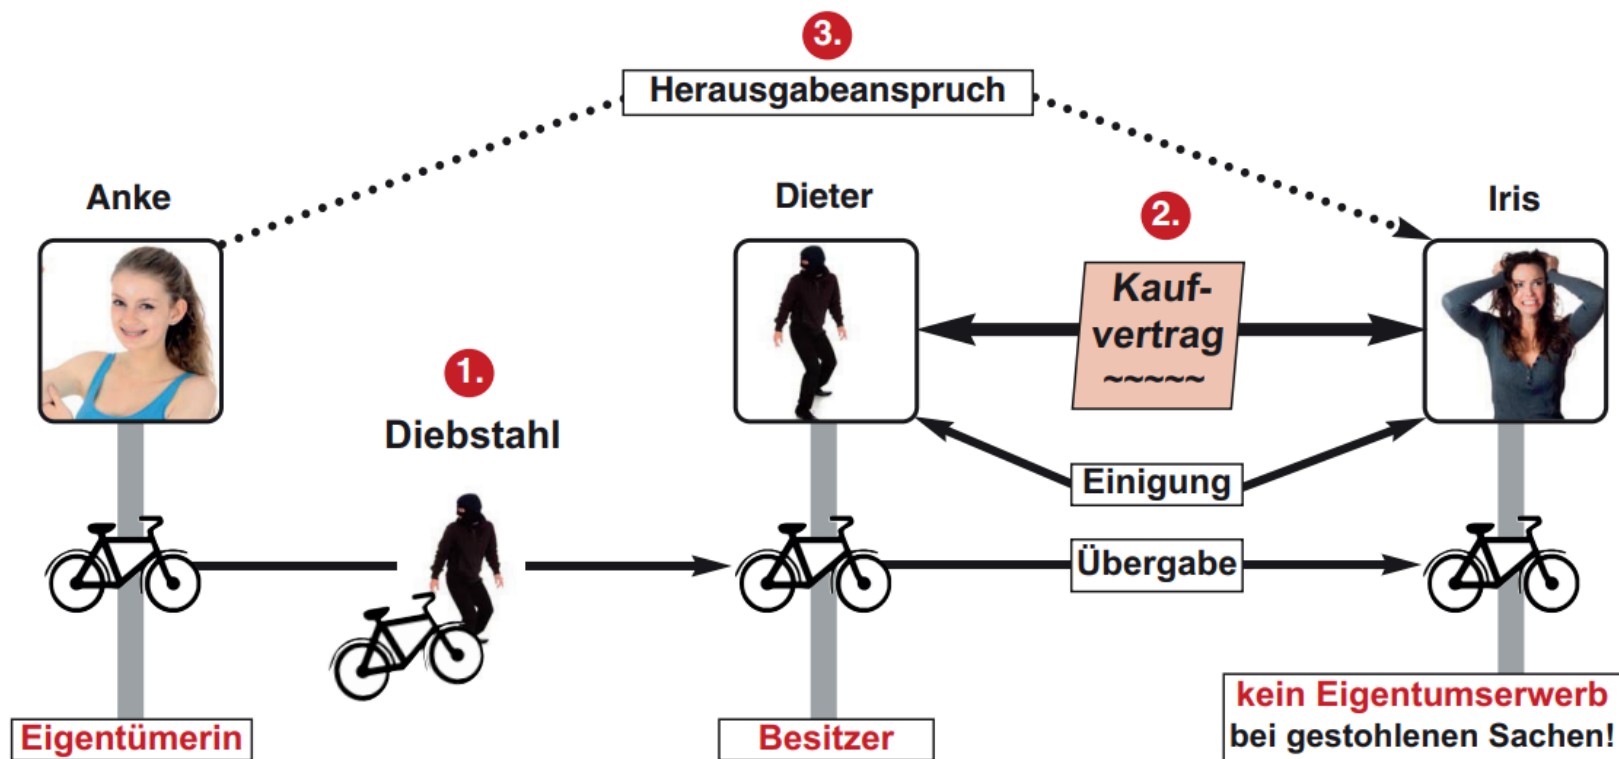 3.
Herausgabeanspruch
Anke
Dieter
2.
Iris
Kauf-
vertrag
~~~~~
1.
Diebstahl
Einigung
Übergabe
Eigentümerin
Besitzer
kein Eigentumserwerb
bei gestohlenen Sachen!